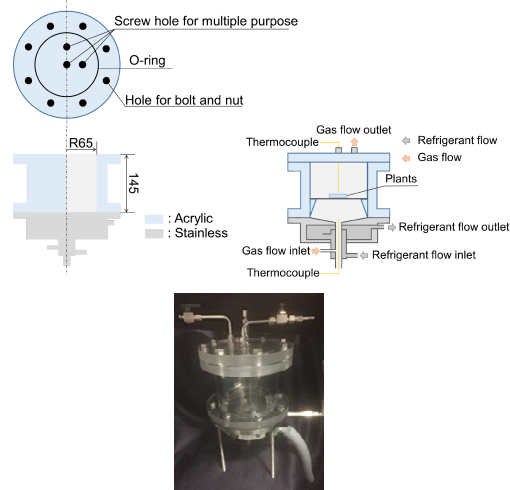 Screw hole for multiple purpose
O-ring
Hole for bolt and nut
R65
145
: Acrylic
: Stainless
Gas flow outlet
Thermocouple
Refrigerant flow
Gas flow
Plants
Refrigerant flow outlet
Gas flow inlet
Refrigerant flow inlet
Thermocouple